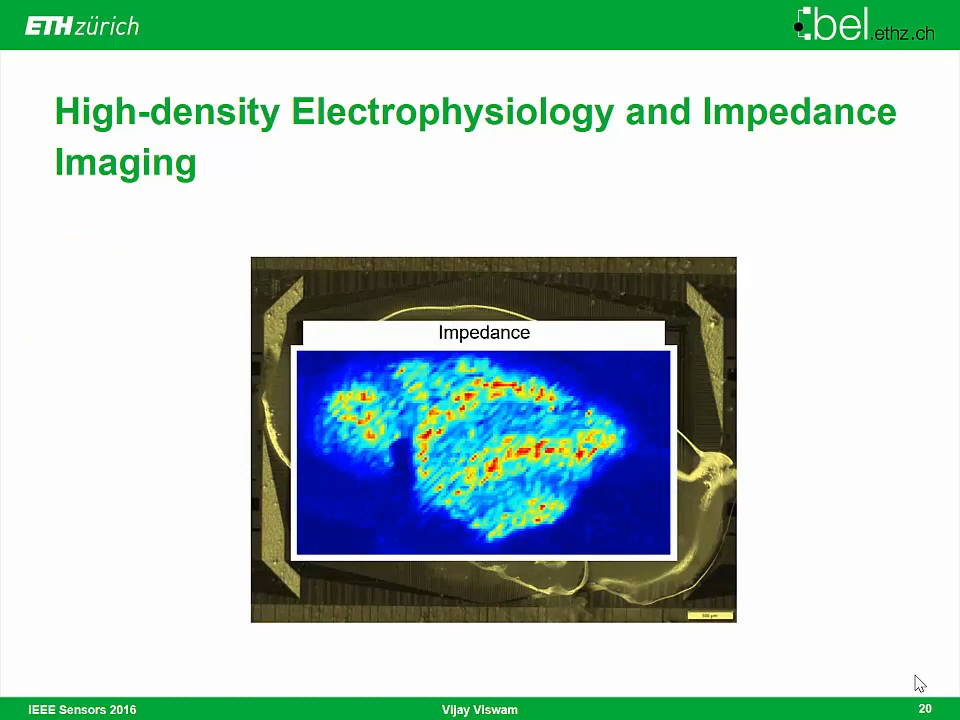 ETH zürich
bel.ethz.ch
High-density Electrophysiology and Impedance
Imaging
Impedance
IEEE Sensors 2016
Vijay Viswam
20